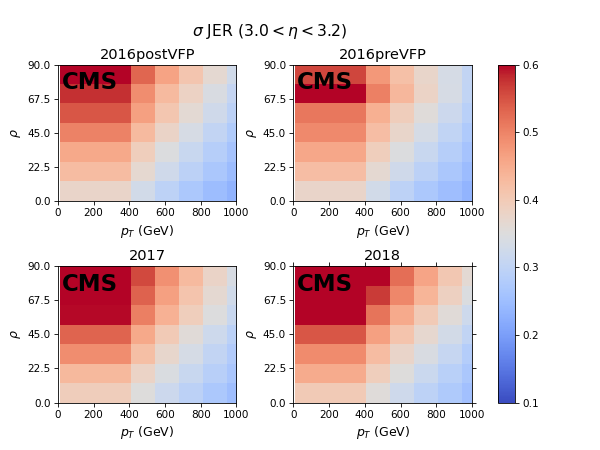 σ JER (3.0 < η < 3.2)
2016postVFP
2016preVFP
CMS
CMS
90.0
67.5
45.0
22.5
0.0
ρ
0 200 400 600 800 1000
p_T (GeV)
90.0
67.5
45.0
22.5
0.0
ρ
0 200 400 600 800 1000
p_T (GeV)
2017
2018
CMS
CMS
90.0
67.5
45.0
22.5
0.0
ρ
0 200 400 600 800 1000
p_T (GeV)
90.0
67.5
45.0
22.5
0.0
ρ
0 200 400 600 800 1000
p_T (GeV)
0.6
0.5
0.4
0.3
0.2
0.1